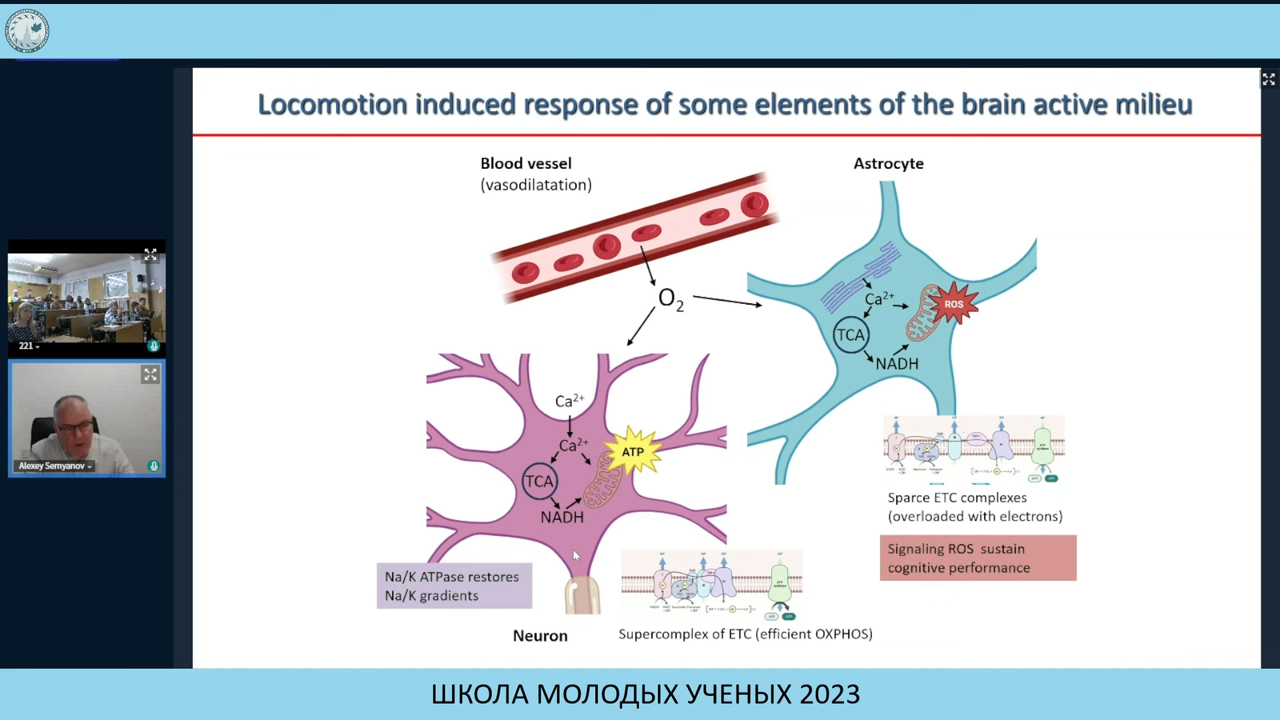 Locomotion induced response of some elements of the brain active milieu
Blood vessel
(vasodilatation)
Astrocyte
O2
Ca²⁺
ROS
TCA
NADH
Ca²⁺
Ca²⁺
ATP
TCA
NADH
Sparce ETC complexes
(overloaded with electrons)
Signaling ROS sustain
cognitive performance
Na/K ATPase restores
Na/K gradients
Neuron
Supercomplex of ETC (efficient OXPHOS)
221
Alexey Semyanov
ШКОЛА МОЛОДЫХ УЧЕНЫХ 2023